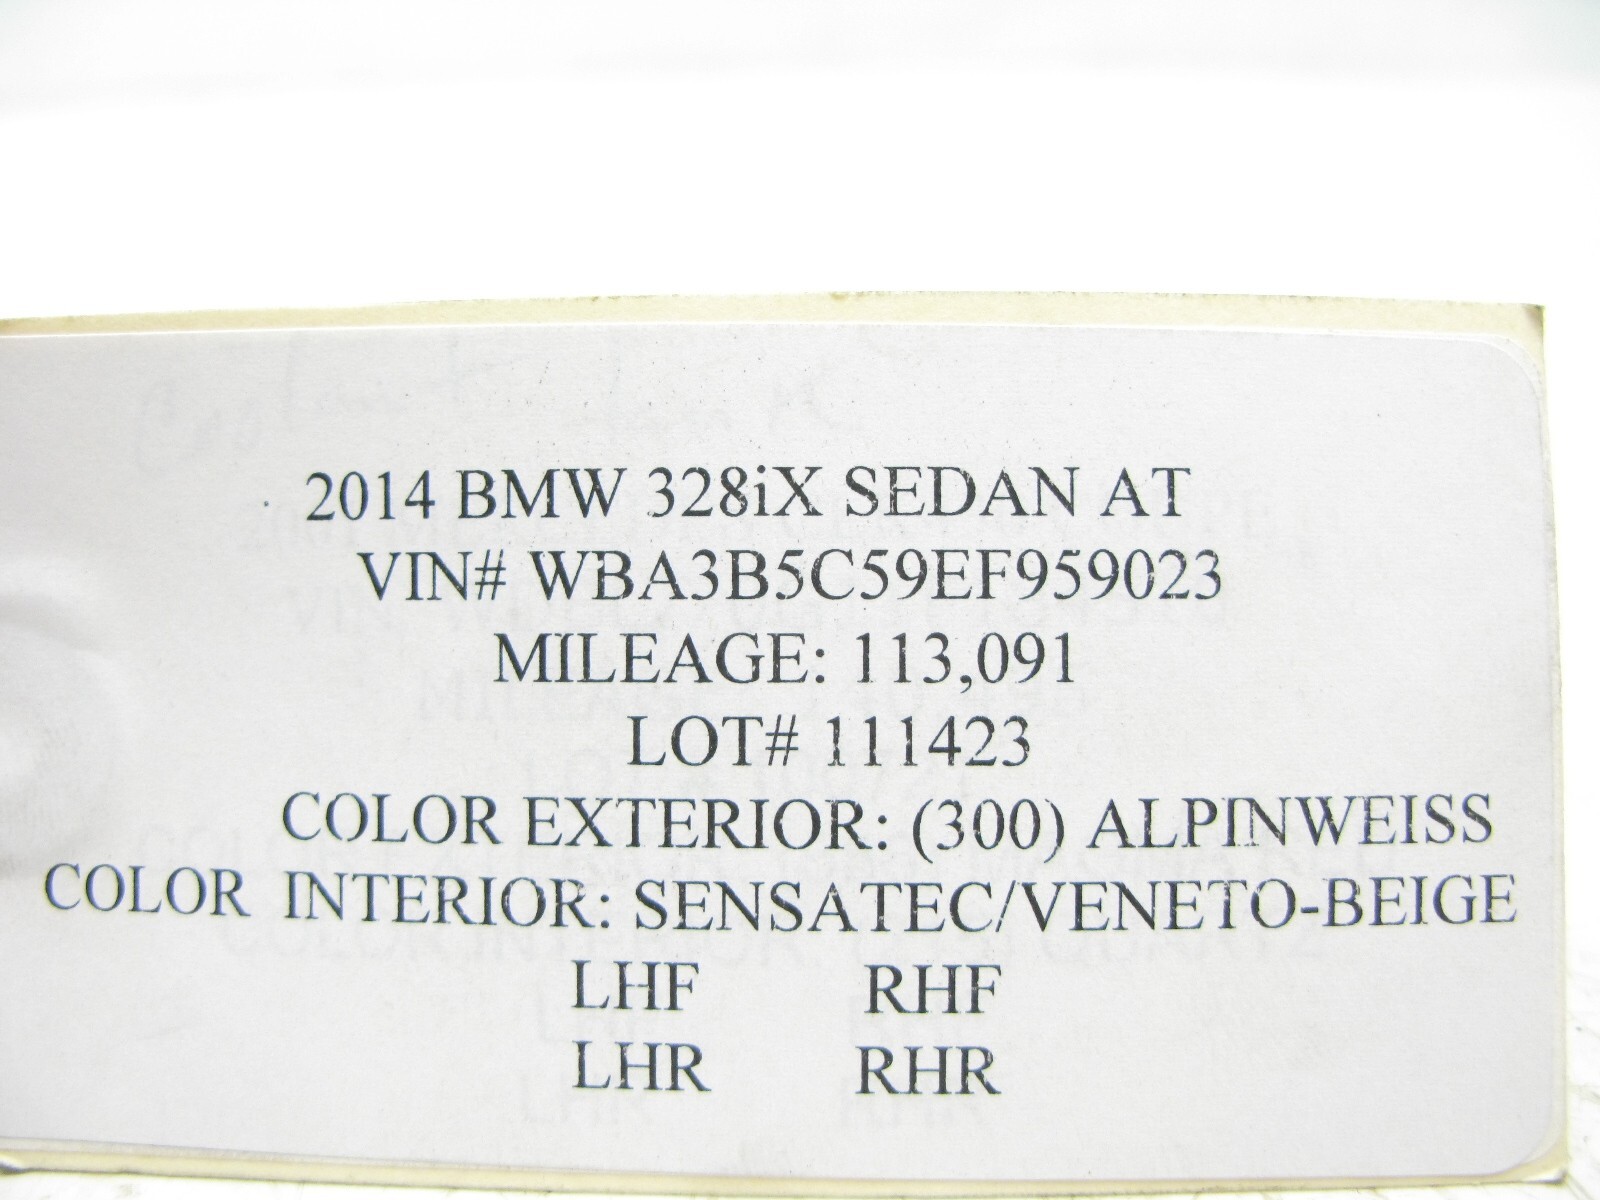 2014 BMW 328iX SEDAN AT
VIN# WBA3B5C59EF959023
MILEAGE: 113,091
LOT# 111423
COLOR EXTERIOR: (300) ALPINWEISS
COLOR INTERIOR: SENSATEC/VENETO-BEIGE
LHF RHF
LHR RHR